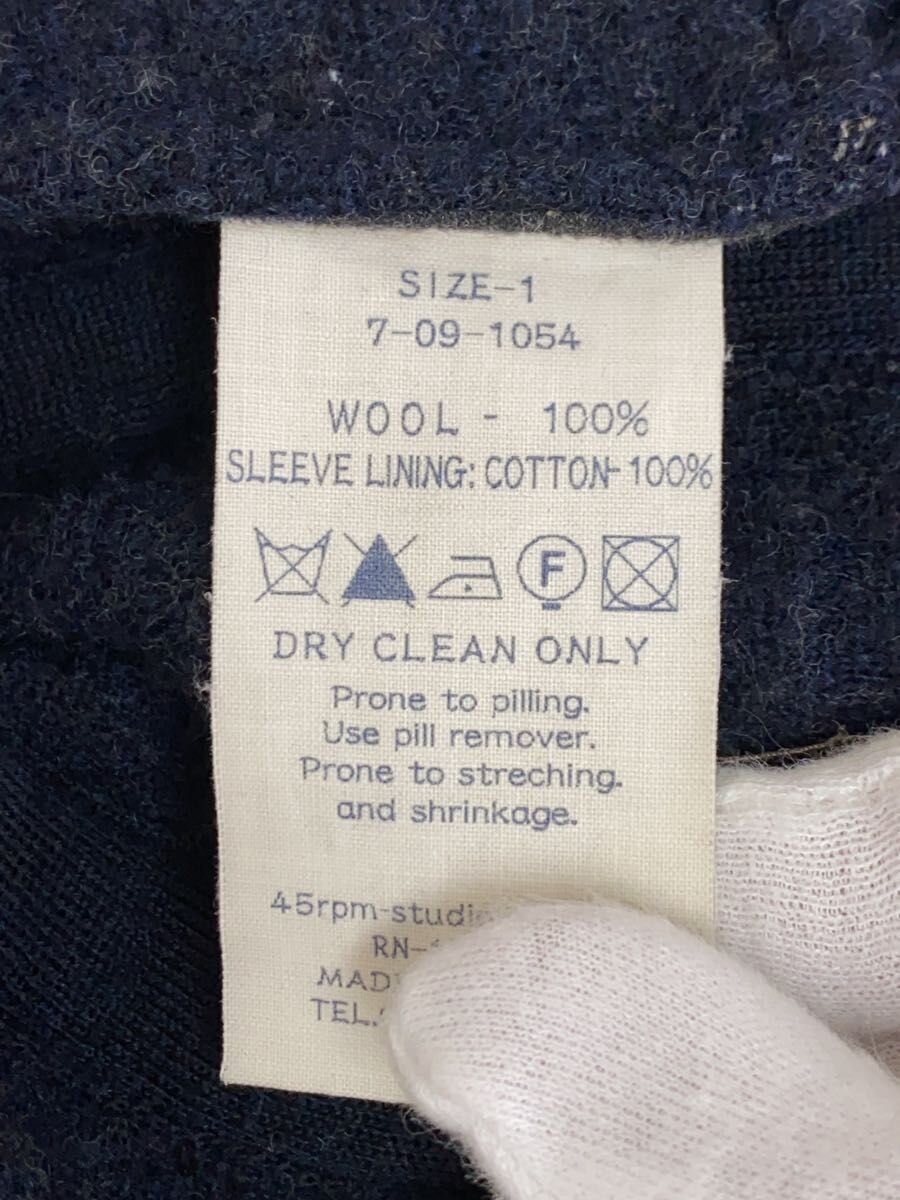 SIZE-1
7-09-1054
WOOL - 100%
SLEEVE LINING: COTTON-100%
F
DRY CLEAN ONLY
Prone to pilling.
Use pill remover.
Prone to streching.
and shrinkage.
45rpm-studi
RN-
MAD
TEL.